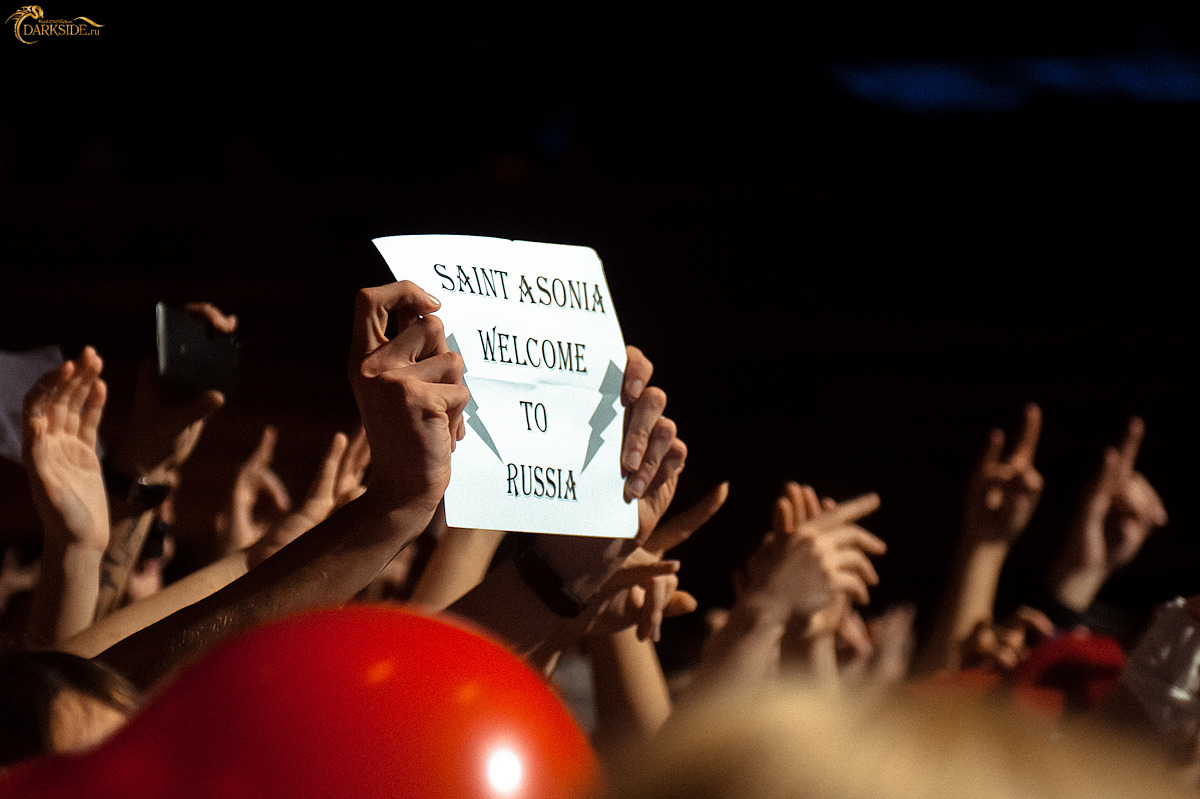 DARKSIDE.ru
SAINT ASONIA
WELCOME
TO
RUSSIA